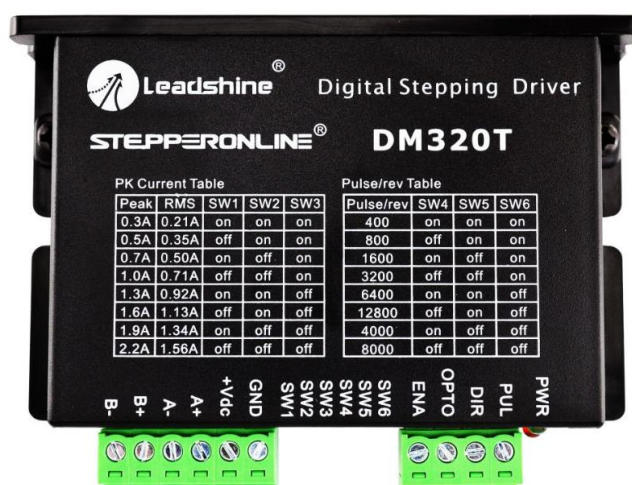 Leadshine®
Digital Stepping Driver
STEPPERONLINE®
DM320T
PK Current Table
Peak RMS SW1 SW2 SW3
0.3A 0.21A on on on
0.5A 0.35A off on on
0.7A 0.50A on off on
1.0A 0.71A off off on
1.3A 0.92A on on off
1.6A 1.13A off on off
1.9A 1.34A on off off
2.2A 1.56A off off off
Pulse/rev Table
Pulse/rev SW4 SW5 SW6
400 on on on
800 off on on
1600 on off on
3200 off off on
6400 on on off
12800 off on off
4000 on off off
8000 off off off
B-
B+
A-
A+
+Vdc
GND
SW1
SW2
SW3
SW4
SW5
SW6
ENA
OPTO
DIR
PUL
PWR